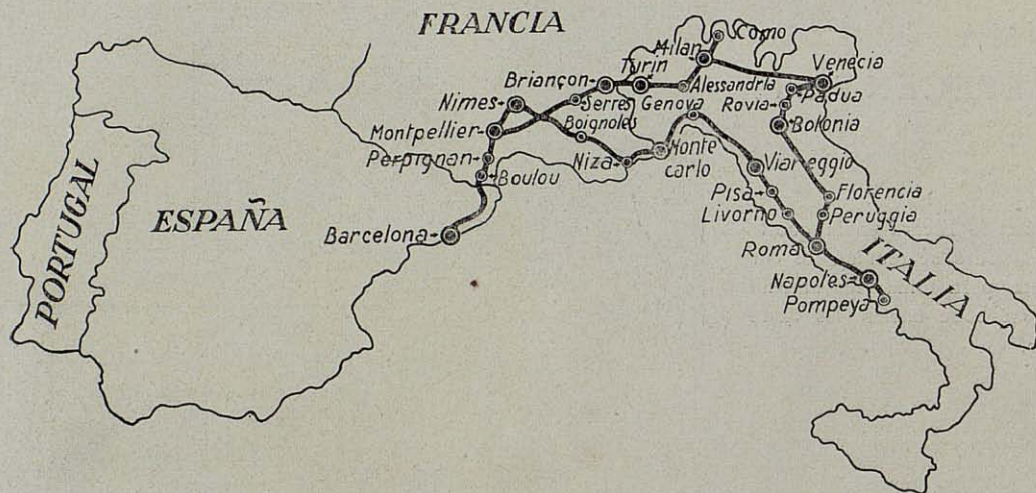 FRANCIA
Como
Milan
Turin
Venecia
Briançon
Alessandria
Padua
Nimes
Serres
Genova
Rovia
Montpellier
Boignoles
Bolonia
Perpignan
Niza
Monte
carlo
Viareggio
Boulou
Pisa
Florencia
PORTUGAL
ESPAÑA
Livorno
Peruggia
Barcelona
Roma
ITALIA
Napoles
Pompeya